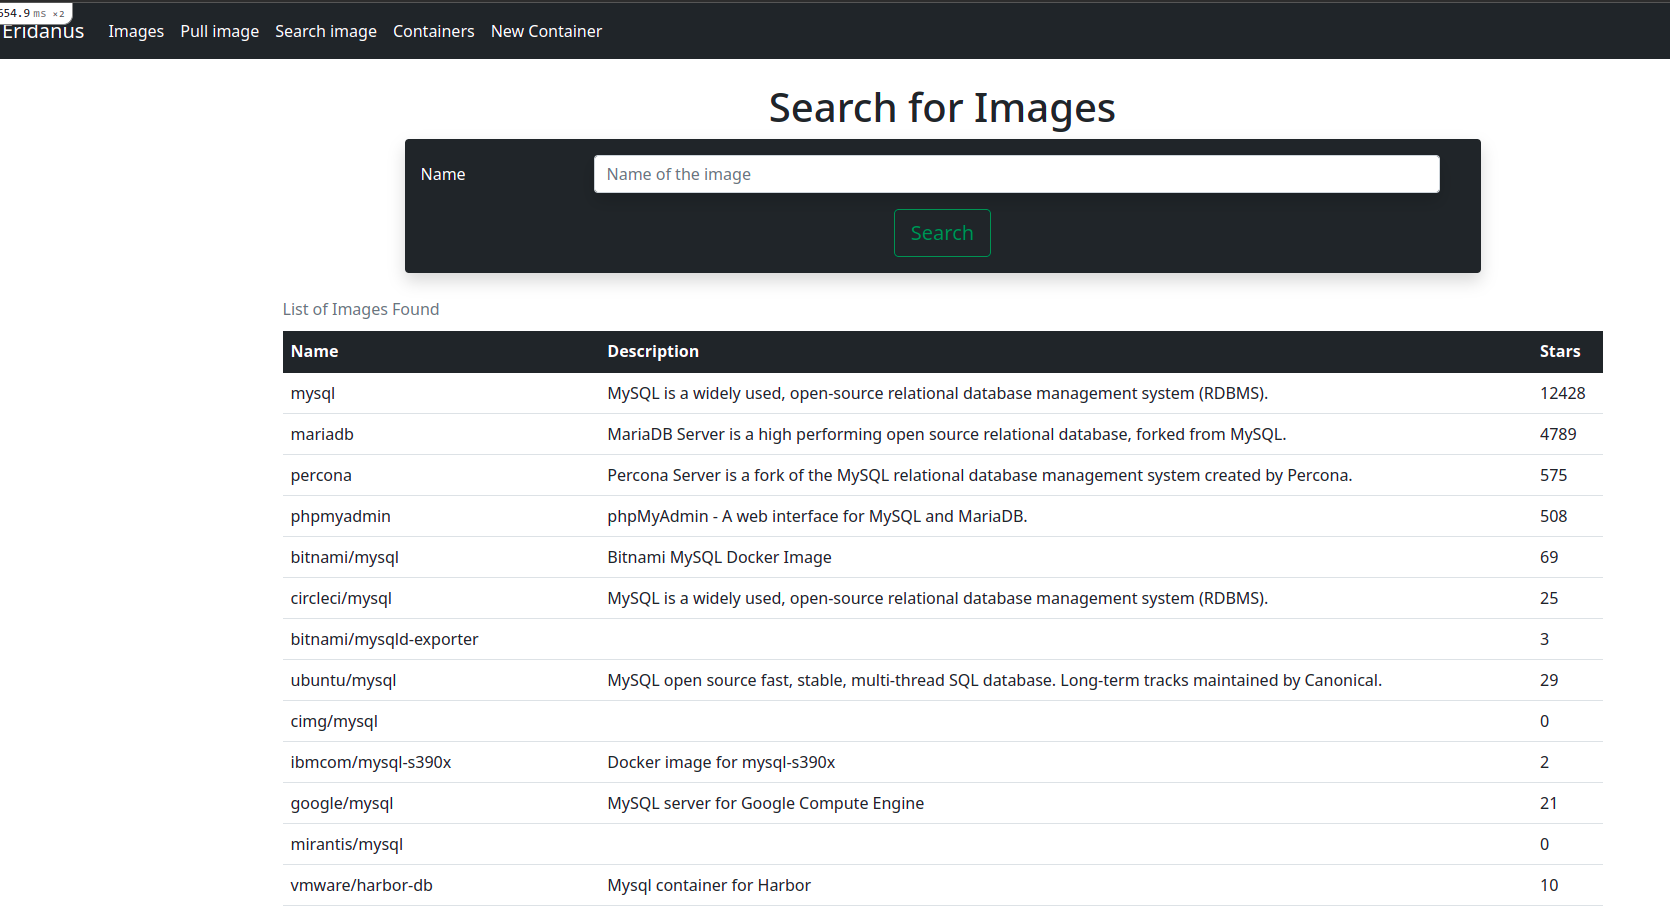 554.9 ms ×2
Eridanus Images Pull image Search image Containers New Container
Search for Images
Name Name of the image
Search
List of Images Found
Name Description Stars
mysql MySQL is a widely used, open-source relational database management system (RDBMS). 12428
mariadb MariaDB Server is a high performing open source relational database, forked from MySQL. 4789
percona Percona Server is a fork of the MySQL relational database management system created by Percona. 575
phpmyadmin phpMyAdmin - A web interface for MySQL and MariaDB. 508
bitnami/mysql Bitnami MySQL Docker Image 69
circleci/mysql MySQL is a widely used, open-source relational database management system (RDBMS). 25
bitnami/mysqld-exporter 3
ubuntu/mysql MySQL open source fast, stable, multi-thread SQL database. Long-term tracks maintained by Canonical. 29
cimg/mysql 0
ibmcom/mysql-s390x Docker image for mysql-s390x 2
google/mysql MySQL server for Google Compute Engine 21
mirantis/mysql 0
vmware/harbor-db Mysql container for Harbor 10